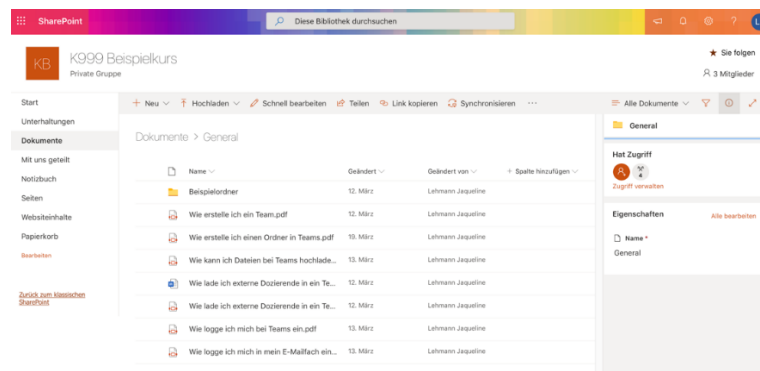 SharePoint
Diese Bibliothek durchsuchen
?
L
KB
K999 Beispielkurs
Private Gruppe
★ Sie folgen
3 Mitglieder
Start
Unterhaltungen
Dokumente
Mit uns geteilt
Notizbuch
Seiten
Websiteinhalte
Papierkorb
Bearbeiten
Zurück zum klassischen
SharePoint
+ Neu
Hochladen
Schnell bearbeiten
Teilen
Link kopieren
Synchronisieren
···
Alle Dokumente
Dokumente > General
Name
Geändert
Geändert von
+ Spalte hinzufügen
Beispielordner
12. März
Lehmann Jaqueline
Wie erstelle ich ein Team.pdf
12. März
Lehmann Jaqueline
Wie erstelle ich einen Ordner in Teams.pdf
19. März
Lehmann Jaqueline
Wie kann ich Dateien bei Teams hochlade...
13. März
Lehmann Jaqueline
Wie lade ich externe Dozierende in ein Te...
12. März
Lehmann Jaqueline
Wie lade ich externe Dozierende in ein Te...
12. März
Lehmann Jaqueline
Wie logge ich mich bei Teams ein.pdf
13. März
Lehmann Jaqueline
Wie logge ich mich in mein E-Mailfach ein...
13. März
Lehmann Jaqueline
General
Hat Zugriff
4
Zugriff verwalten
Eigenschaften
Alle bearbeiten
Name *
General